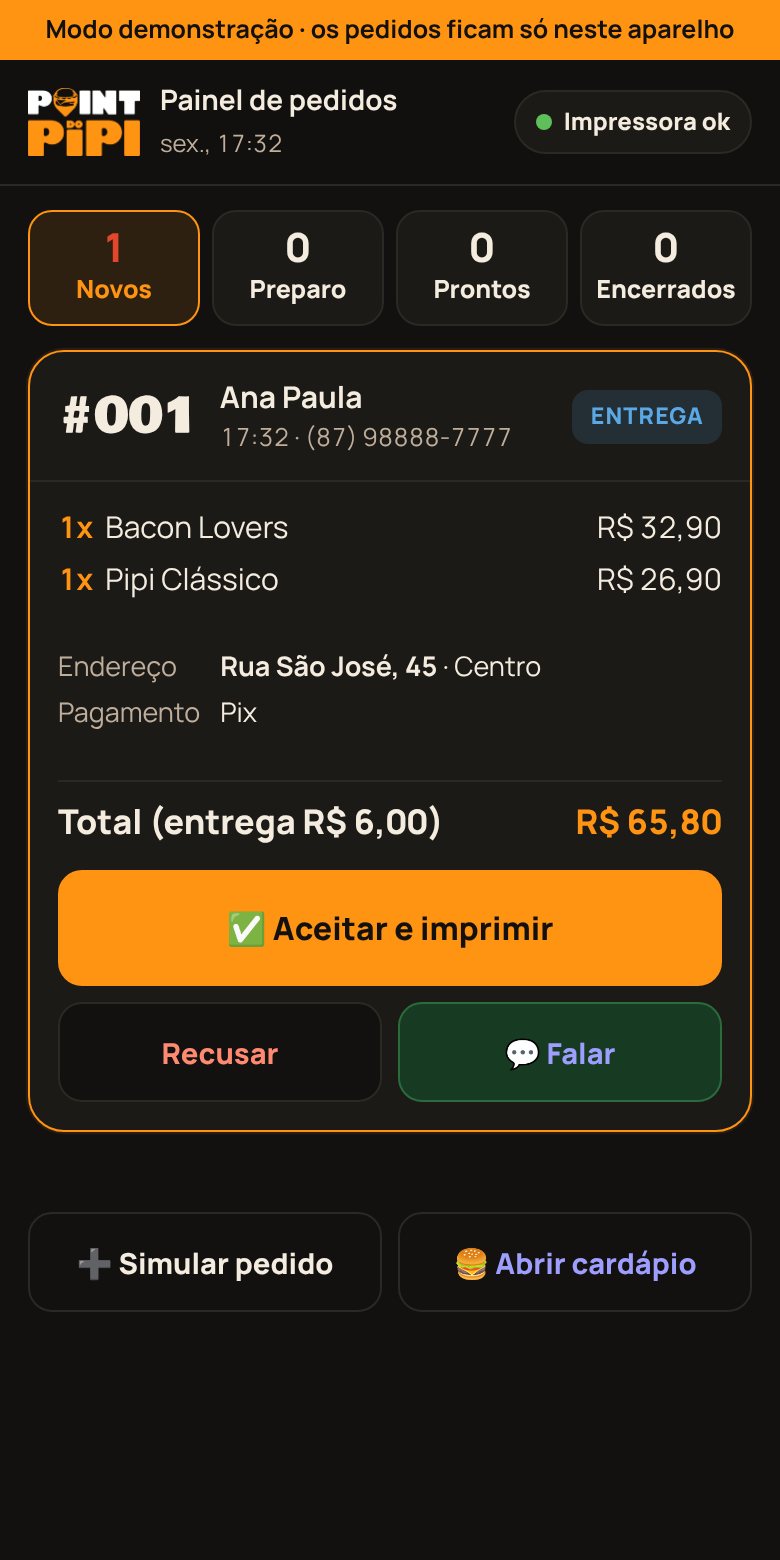 Modo demonstração · os pedidos ficam só neste aparelho
POINT
DO
PiPi
Painel de pedidos
sex., 17:32
Impressora ok
1
Novos
0
Preparo
0
Prontos
0
Encerrados
#001
Ana Paula
17:32 · (87) 98888-7777
ENTREGA
1x Bacon Lovers R$ 32,90
1x Pipi Clássico R$ 26,90
Endereço Rua São José, 45 · Centro
Pagamento Pix
Total (entrega R$ 6,00) R$ 65,80
✅ Aceitar e imprimir
Recusar
💬 Falar
➕ Simular pedido
🍔 Abrir cardápio